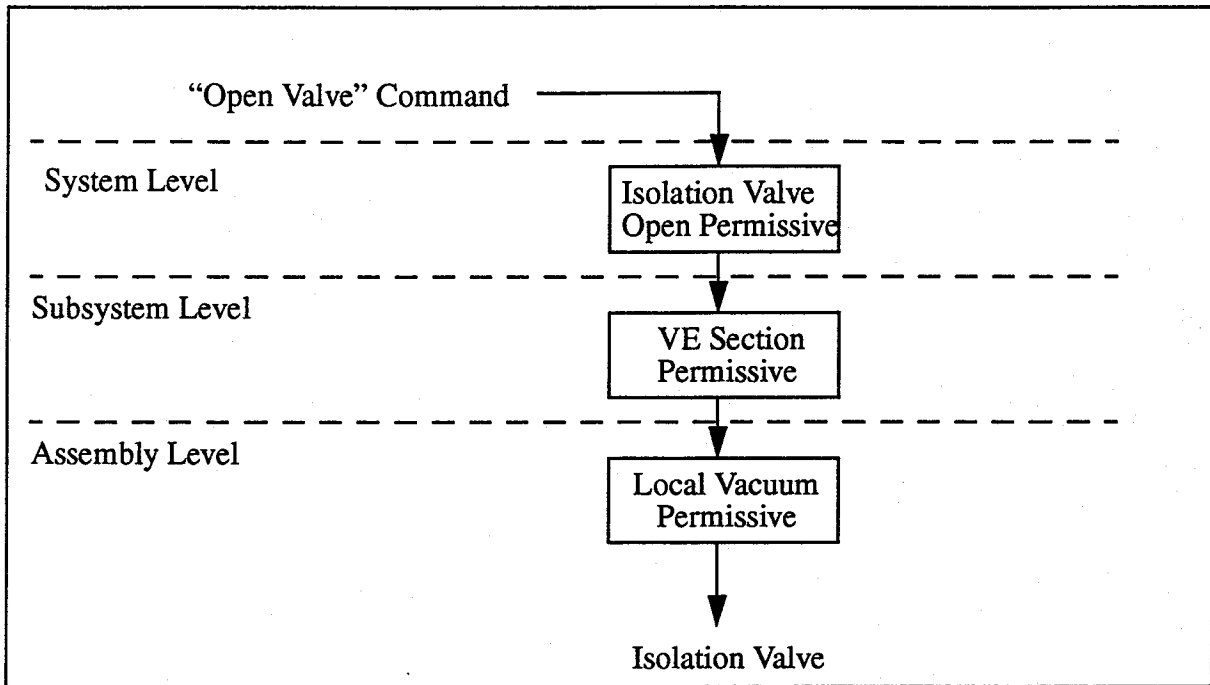 “Open Valve” Command
System Level
Isolation Valve
Open Permissive
Subsystem Level
VE Section
Permissive
Assembly Level
Local Vacuum
Permissive
Isolation Valve